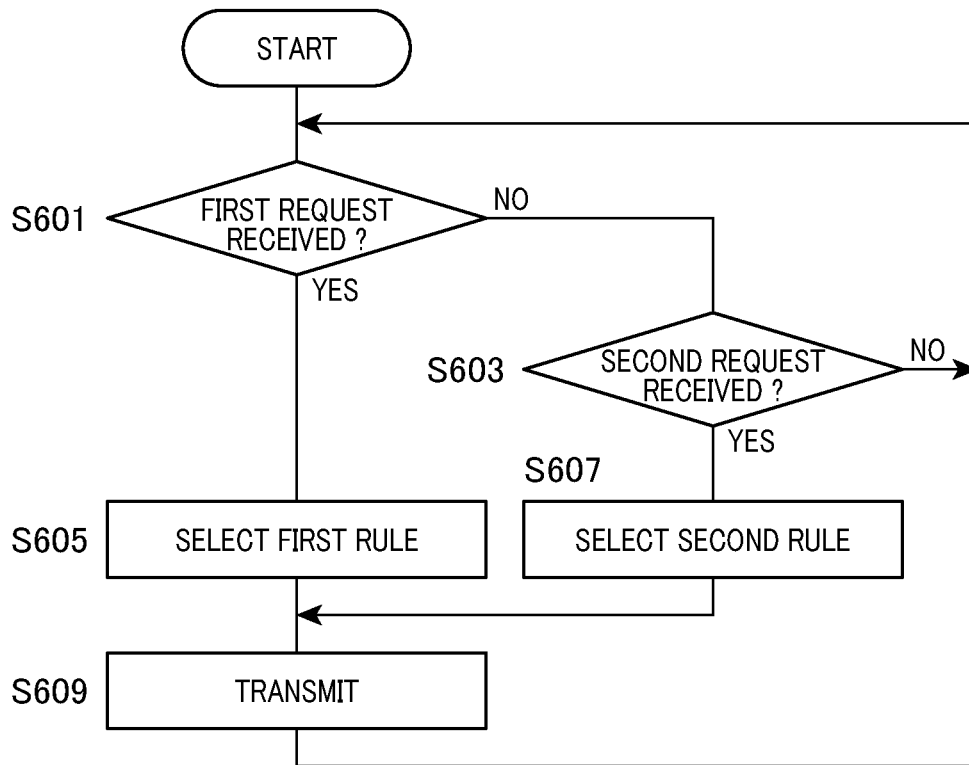 START
S601
FIRST REQUEST
RECEIVED ?
NO
YES
S603
SECOND REQUEST
RECEIVED ?
NO
YES
S607
S605
SELECT FIRST RULE
SELECT SECOND RULE
S609
TRANSMIT